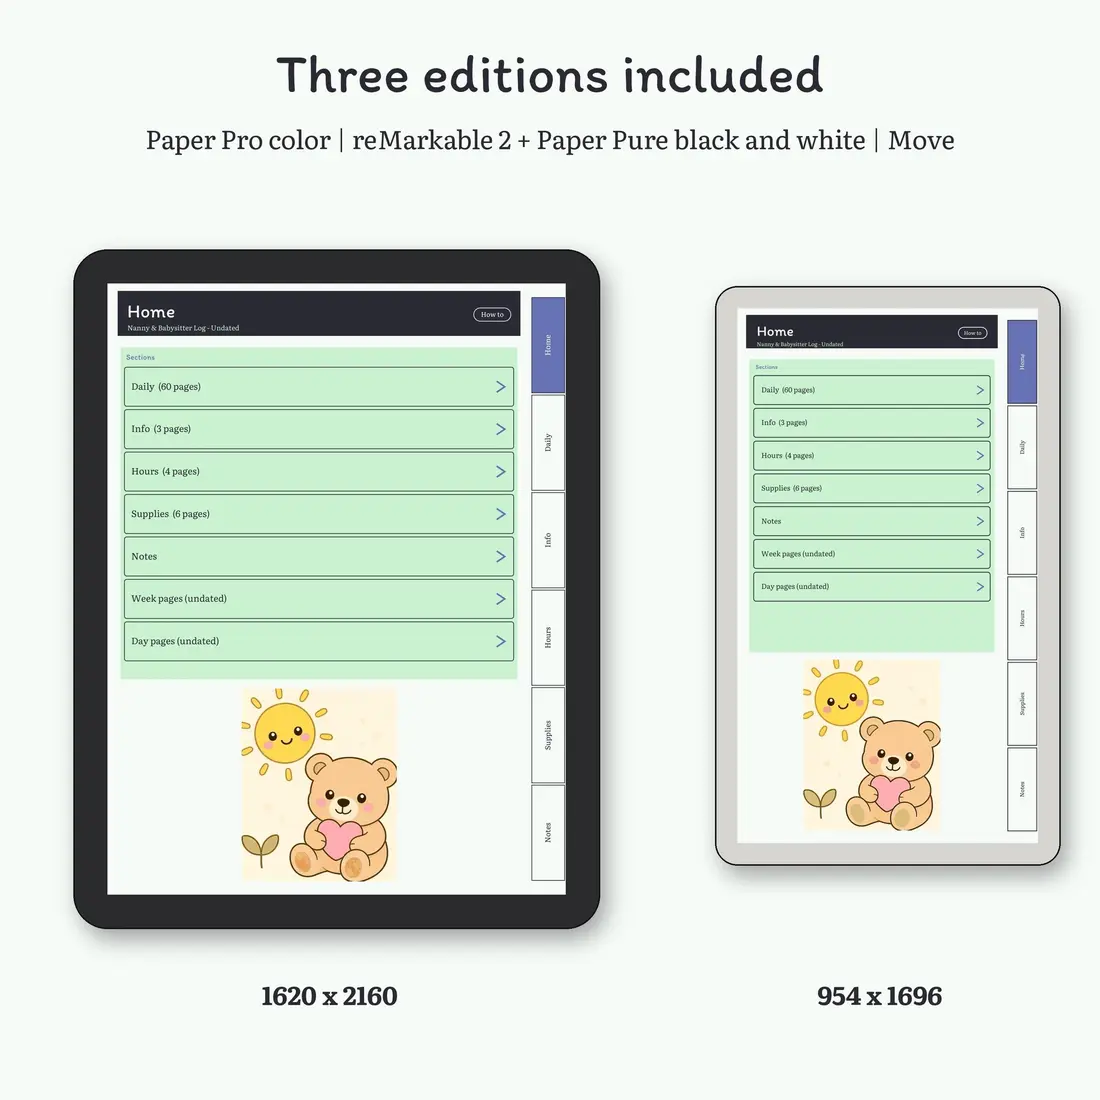 Three editions included
Paper Pro color | reMarkable 2 + Paper Pure black and white | Move
Home
Nanny & Babysitter Log - Undated
How to
Sections
Daily (60 pages)
Info (3 pages)
Hours (4 pages)
Supplies (6 pages)
Notes
Week pages (undated)
Day pages (undated)
Home
Daily
Info
Hours
Supplies
Notes
1620 x 2160
Home
Nanny & Babysitter Log - Undated
How to
Sections
Daily (60 pages)
Info (3 pages)
Hours (4 pages)
Supplies (6 pages)
Notes
Week pages (undated)
Day pages (undated)
Home
Daily
Info
Hours
Supplies
Notes
954 x 1696